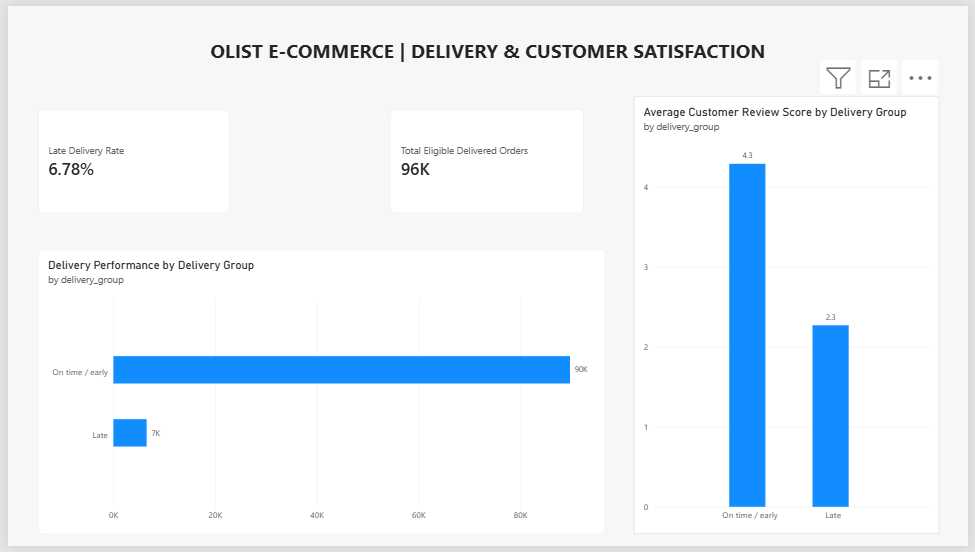 OLIST E-COMMERCE | DELIVERY & CUSTOMER SATISFACTION
Late Delivery Rate
6.78%
Total Eligible Delivered Orders
96K
Delivery Performance by Delivery Group
by delivery_group
On time / early
90K
Late
7K
0K
20K
40K
60K
80K
Average Customer Review Score by Delivery Group
by delivery_group
4.3
4
3
2.3
2
1
0
On time / early
Late